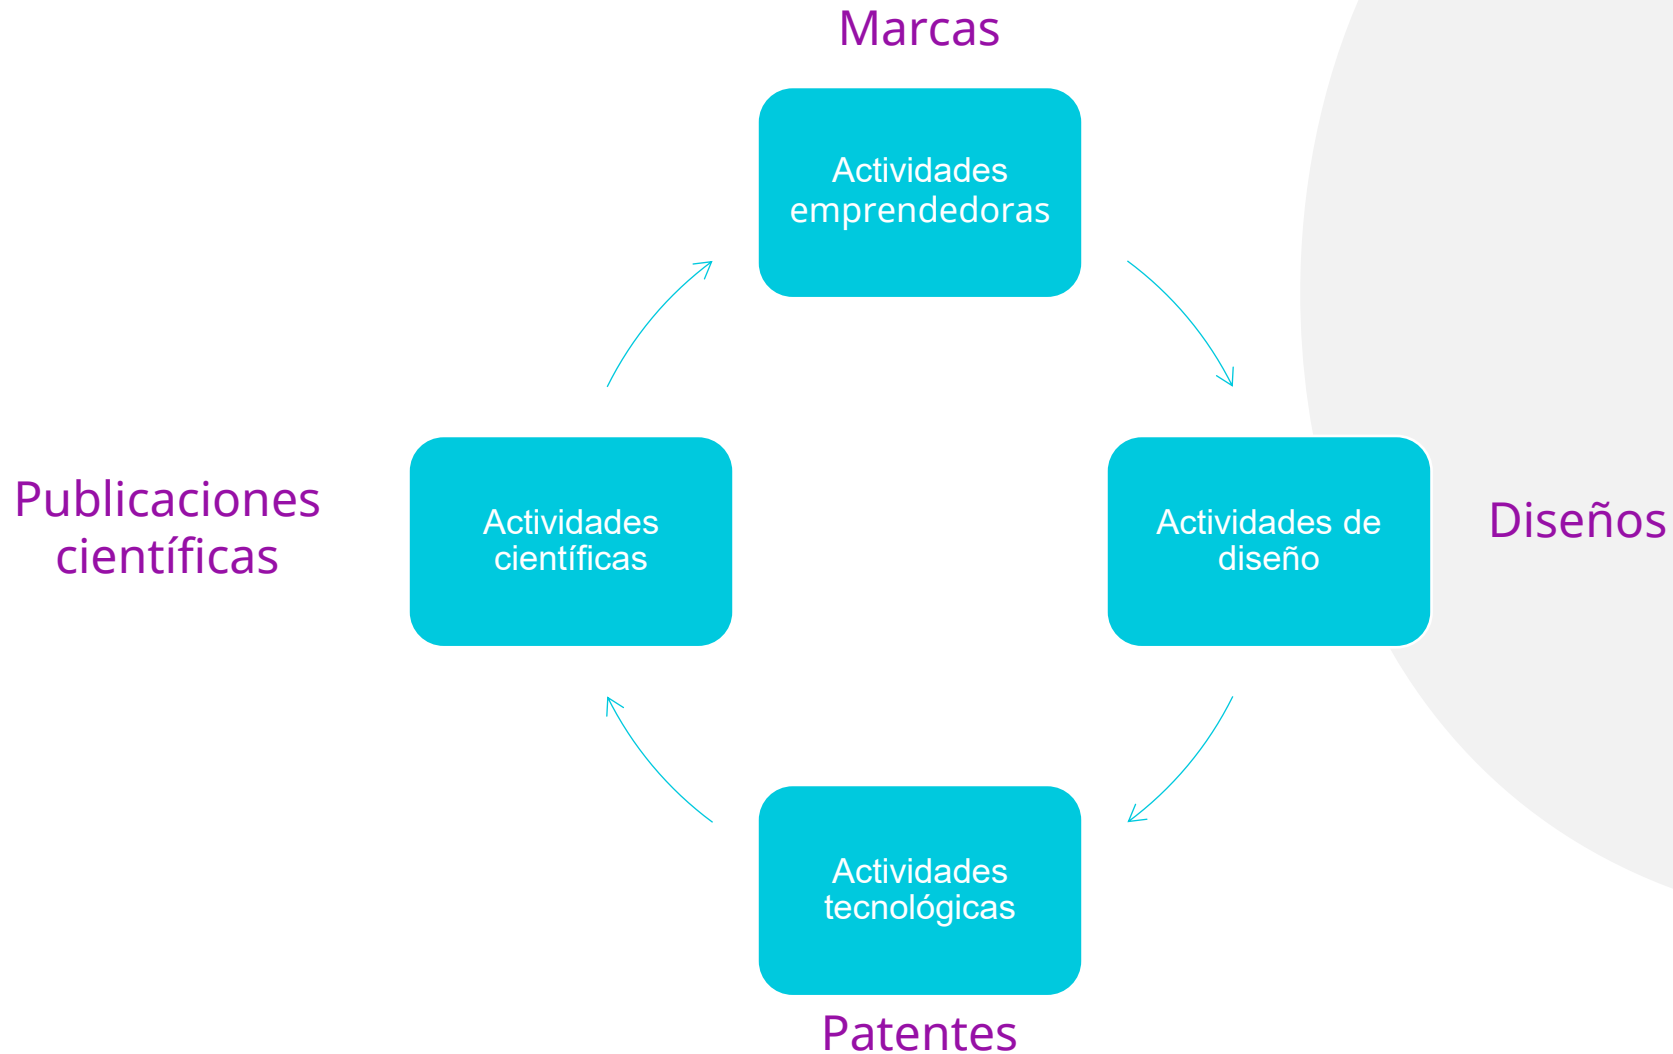 Marcas
Actividades
emprendedoras
Publicaciones
científicas
Actividades
científicas
Actividades de
diseño
Diseños
Actividades
tecnológicas
Patentes